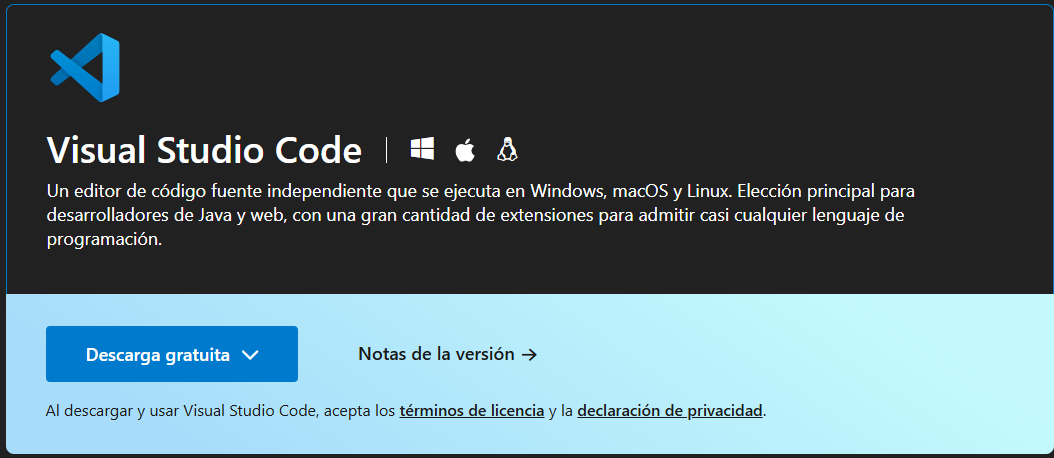 Visual Studio Code
Un editor de código fuente independiente que se ejecuta en Windows, macOS y Linux. Elección principal para
desarrolladores de Java y web, con una gran cantidad de extensiones para admitir casi cualquier lenguaje de
programación.
Descarga gratuita
Notas de la versión →
Al descargar y usar Visual Studio Code, acepta los términos de licencia y la declaración de privacidad.